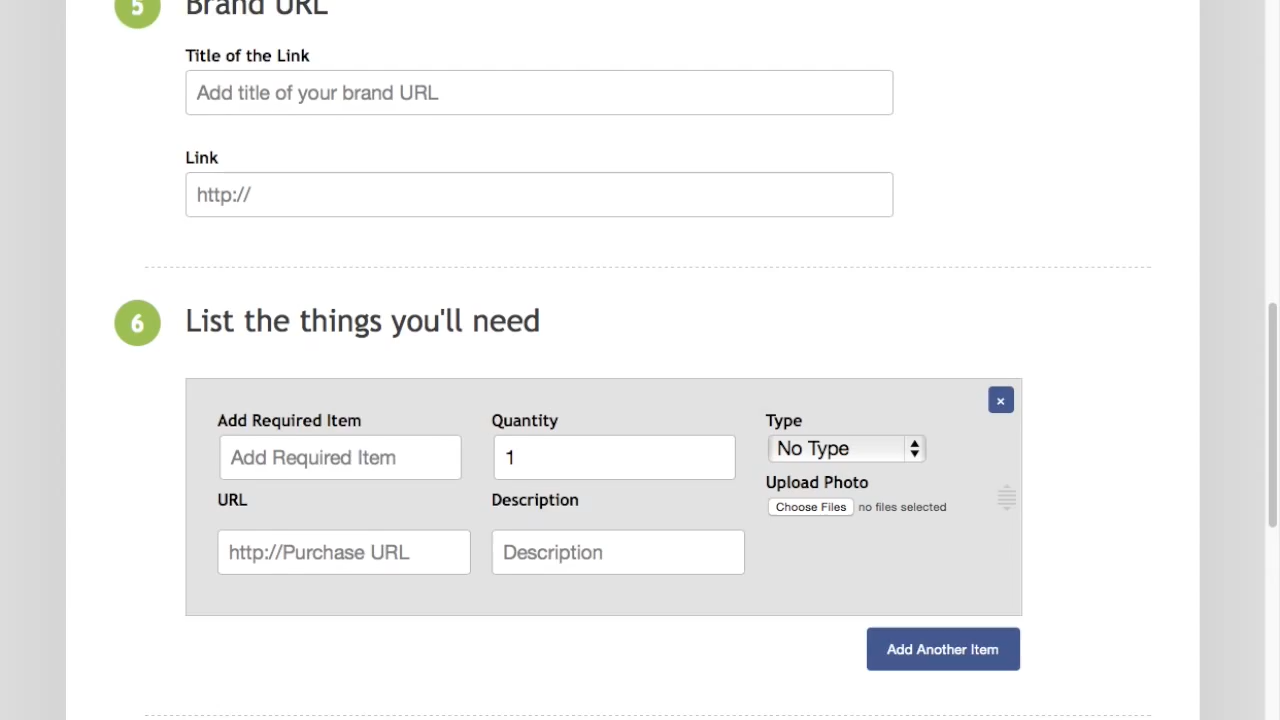 5 Brand URL
Title of the Link
Add title of your brand URL
Link
http://
6 List the things you'll need
×
Add Required Item Quantity Type
Add Required Item 1 No Type
Upload Photo
URL Description
Choose Files no files selected
http://Purchase URL Description
Add Another Item